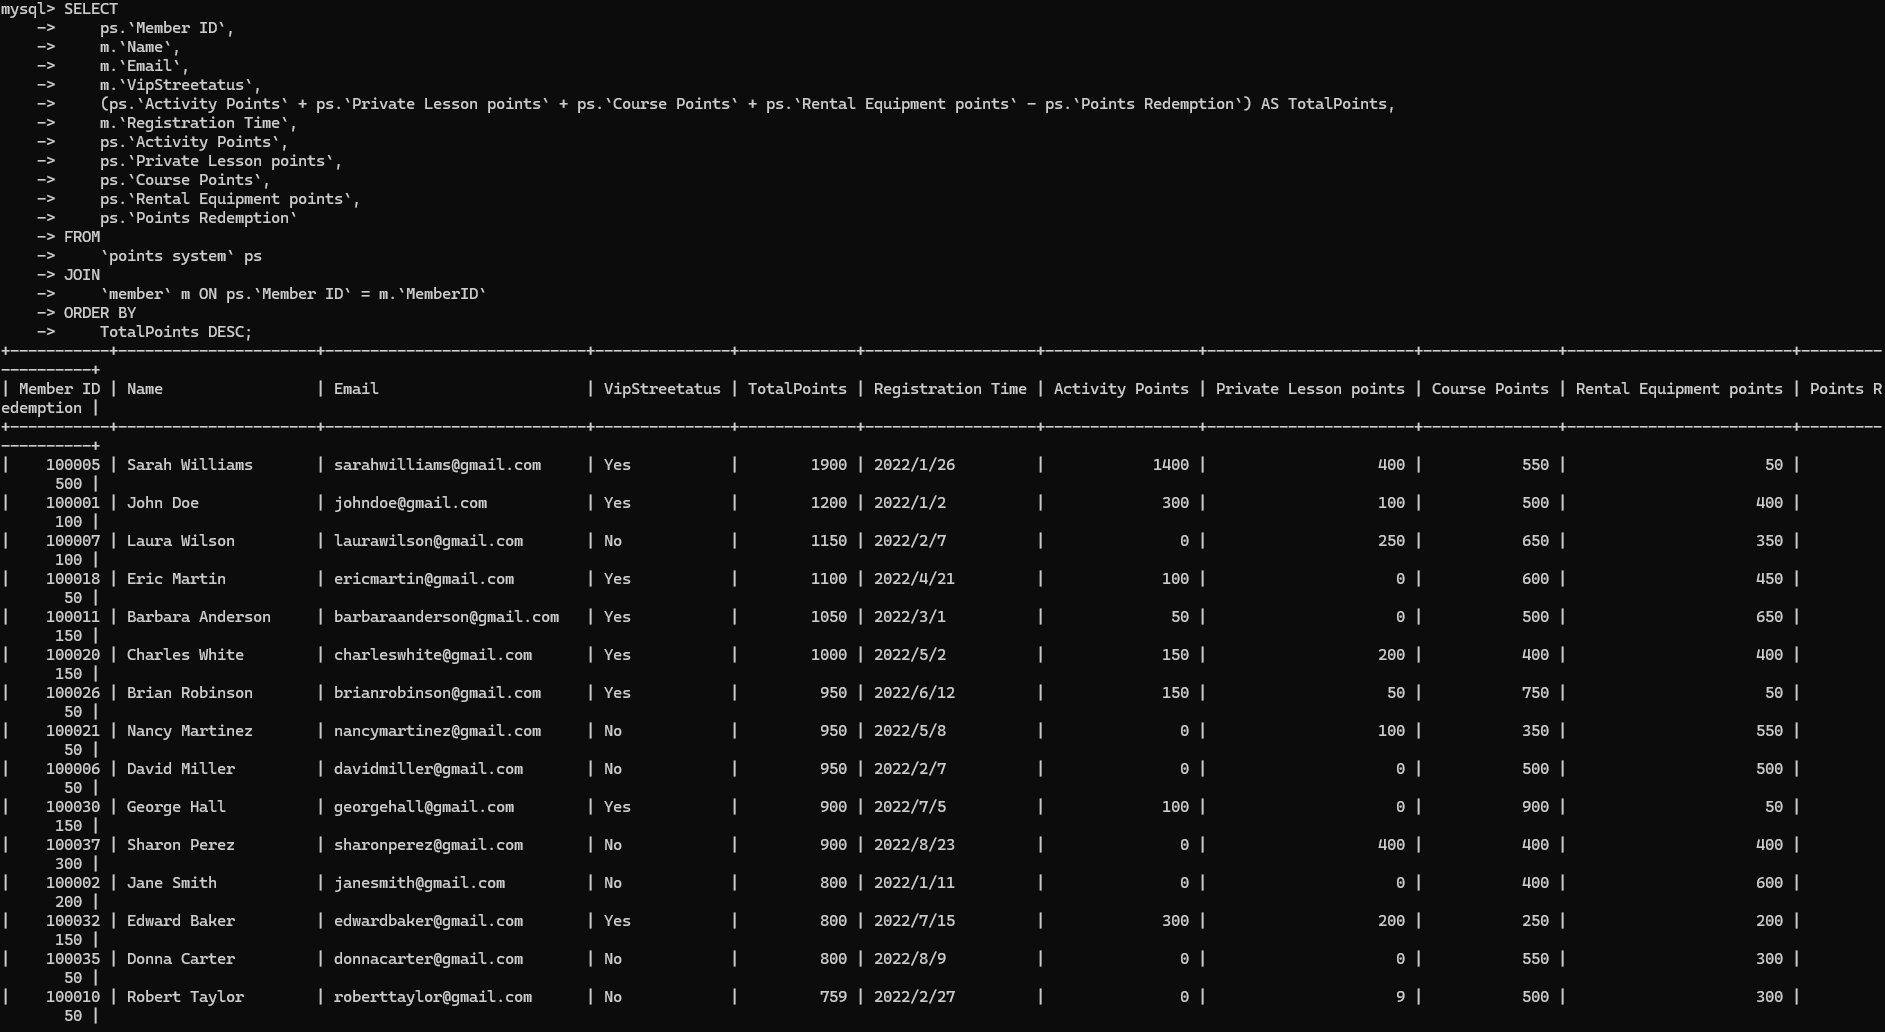 mysql> SELECT
    ->     ps.`Member ID`,
    ->     m.`Name`,
    ->     m.`Email`,
    ->     m.`VipStreetatus`,
    ->     (ps.`Activity Points` + ps.`Private Lesson points` + ps.`Course Points` + ps.`Rental Equipment points` - ps.`Points Redemption`) AS TotalPoints,
    ->     m.`Registration Time`,
    ->     ps.`Activity Points`,
    ->     ps.`Private Lesson points`,
    ->     ps.`Course Points`,
    ->     ps.`Rental Equipment points`,
    ->     ps.`Points Redemption`
    -> FROM
    ->     `points system` ps
    -> JOIN
    ->     `member` m ON ps.`Member ID` = m.`MemberID`
    -> ORDER BY
    ->     TotalPoints DESC;
+-----------+----------------------+-----------------------------+---------------+-------------+-------------------+-----------------+-----------------------+---------------+-------------------------+---------
----------+
| Member ID | Name                 | Email                       | VipStreetatus | TotalPoints | Registration Time | Activity Points | Private Lesson points | Course Points | Rental Equipment points | Points R
edemption |
+-----------+----------------------+-----------------------------+---------------+-------------+-------------------+-----------------+-----------------------+---------------+-------------------------+---------
----------+
|    100005 | Sarah Williams       | sarahwilliams@gmail.com     | Yes           |        1900 | 2022/1/26         |            1400 |                   400 |           550 |                      50 |
      500 |
|    100001 | John Doe             | johndoe@gmail.com           | Yes           |        1200 | 2022/1/2          |             300 |                   100 |           500 |                     400 |
      100 |
|    100007 | Laura Wilson         | laurawilson@gmail.com       | No            |        1150 | 2022/2/7          |               0 |                   250 |           650 |                     350 |
      100 |
|    100018 | Eric Martin          | ericmartin@gmail.com        | Yes           |        1100 | 2022/4/21         |             100 |                     0 |           600 |                     450 |
       50 |
|    100011 | Barbara Anderson     | barbaraanderson@gmail.com   | Yes           |        1050 | 2022/3/1          |              50 |                     0 |           500 |                     650 |
      150 |
|    100020 | Charles White        | charleswhite@gmail.com      | Yes           |        1000 | 2022/5/2          |             150 |                   200 |           400 |                     400 |
      150 |
|    100026 | Brian Robinson       | brianrobinson@gmail.com     | Yes           |         950 | 2022/6/12         |             150 |                    50 |           750 |                      50 |
       50 |
|    100021 | Nancy Martinez       | nancymartinez@gmail.com     | No            |         950 | 2022/5/8          |               0 |                   100 |           350 |                     550 |
       50 |
|    100006 | David Miller         | davidmiller@gmail.com       | No            |         950 | 2022/2/7          |               0 |                     0 |           500 |                     500 |
       50 |
|    100030 | George Hall          | georgehall@gmail.com        | Yes           |         900 | 2022/7/5          |             100 |                     0 |           900 |                      50 |
      150 |
|    100037 | Sharon Perez         | sharonperez@gmail.com       | No            |         900 | 2022/8/23         |               0 |                   400 |           400 |                     400 |
      300 |
|    100002 | Jane Smith           | janesmith@gmail.com         | No            |         800 | 2022/1/11         |               0 |                     0 |           400 |                     600 |
      200 |
|    100032 | Edward Baker         | edwardbaker@gmail.com       | Yes           |         800 | 2022/7/15         |             300 |                   200 |           250 |                     200 |
      150 |
|    100035 | Donna Carter         | donnacarter@gmail.com       | No            |         800 | 2022/8/9          |               0 |                     0 |           550 |                     300 |
       50 |
|    100010 | Robert Taylor        | roberttaylor@gmail.com      | No            |         759 | 2022/2/27         |               0 |                     9 |           500 |                     300 |
       50 |